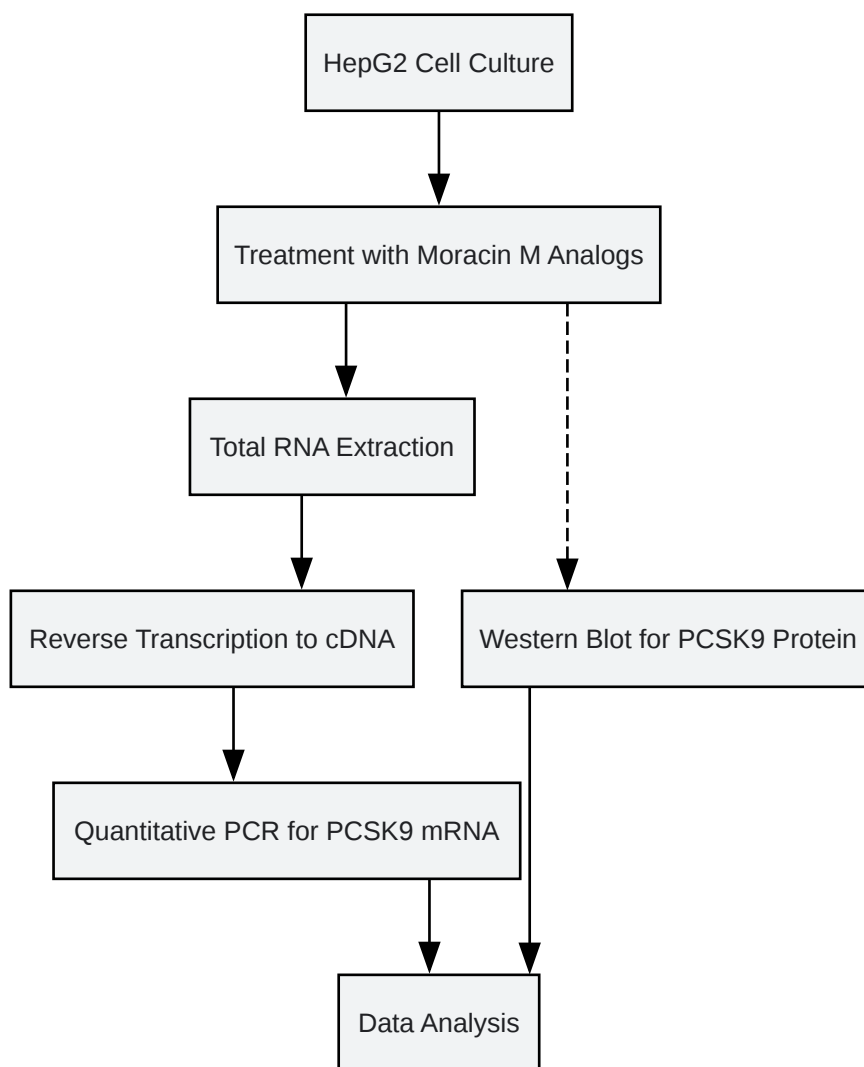 HepG2 Cell Culture
Treatment with Moracin M Analogs
Total RNA Extraction
Reverse Transcription to cDNA
Western Blot for PCSK9 Protein
Quantitative PCR for PCSK9 mRNA
Data Analysis